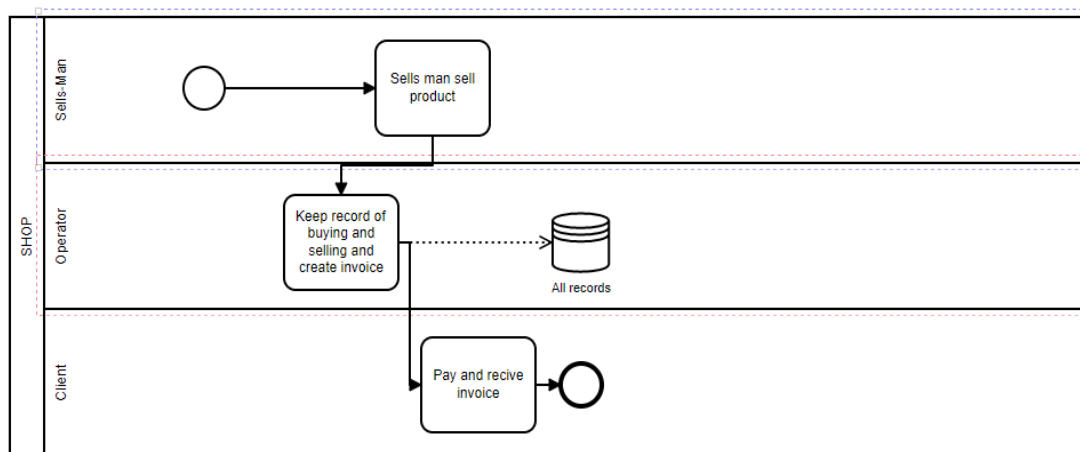 SHOP
Sells-Man
Sells man sell
product
Operator
Keep record of
buying and
selling and
create invoice
All records
Client
Pay and recive
invoice